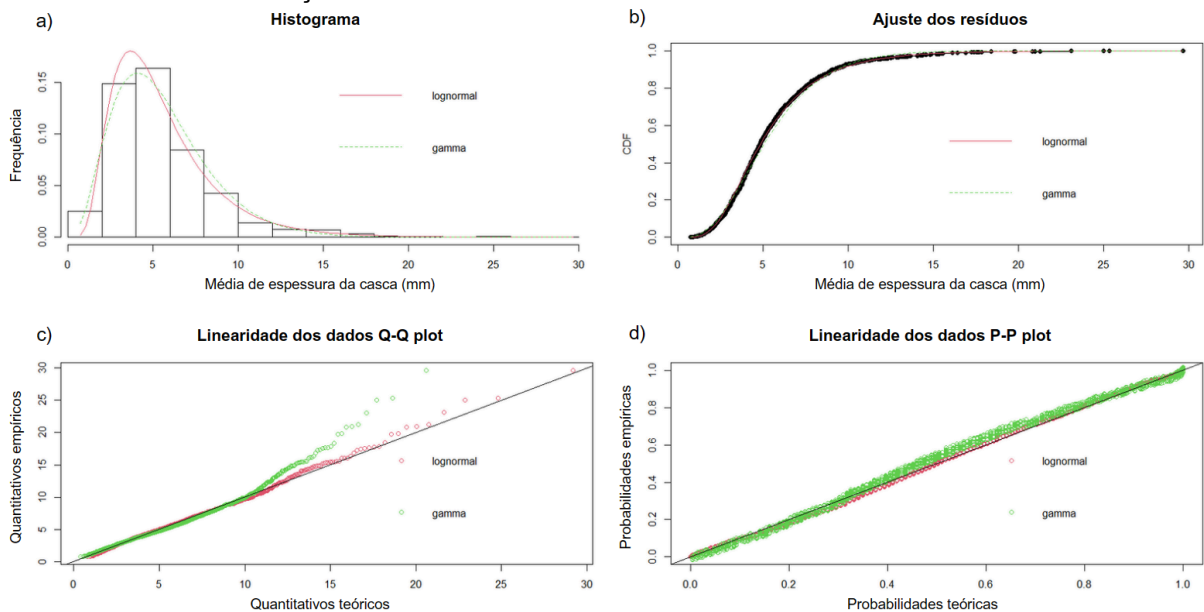 a)
Histograma
Frequência
0.00
0.05
0.10
0.15
lognormal
gamma
0 5 10 15 20 25 30
Média de espessura da casca (mm)
b)
Ajuste dos resíduos
CDF
0.0 0.2 0.4 0.6 0.8 1.0
lognormal
gamma
0 5 10 15 20 25 30
Média de espessura da casca (mm)
c)
Linearidade dos dados Q-Q plot
Quantitativos empíricos
0 5 10 15 20 25 30
lognormal
gamma
0 5 10 15 20 25 30
Quantitativos teóricos
d)
Linearidade dos dados P-P plot
Probabilidades empíricas
0.0 0.2 0.4 0.6 0.8 1.0
lognormal
gamma
0.0 0.2 0.4 0.6 0.8 1.0
Probabilidades teóricas